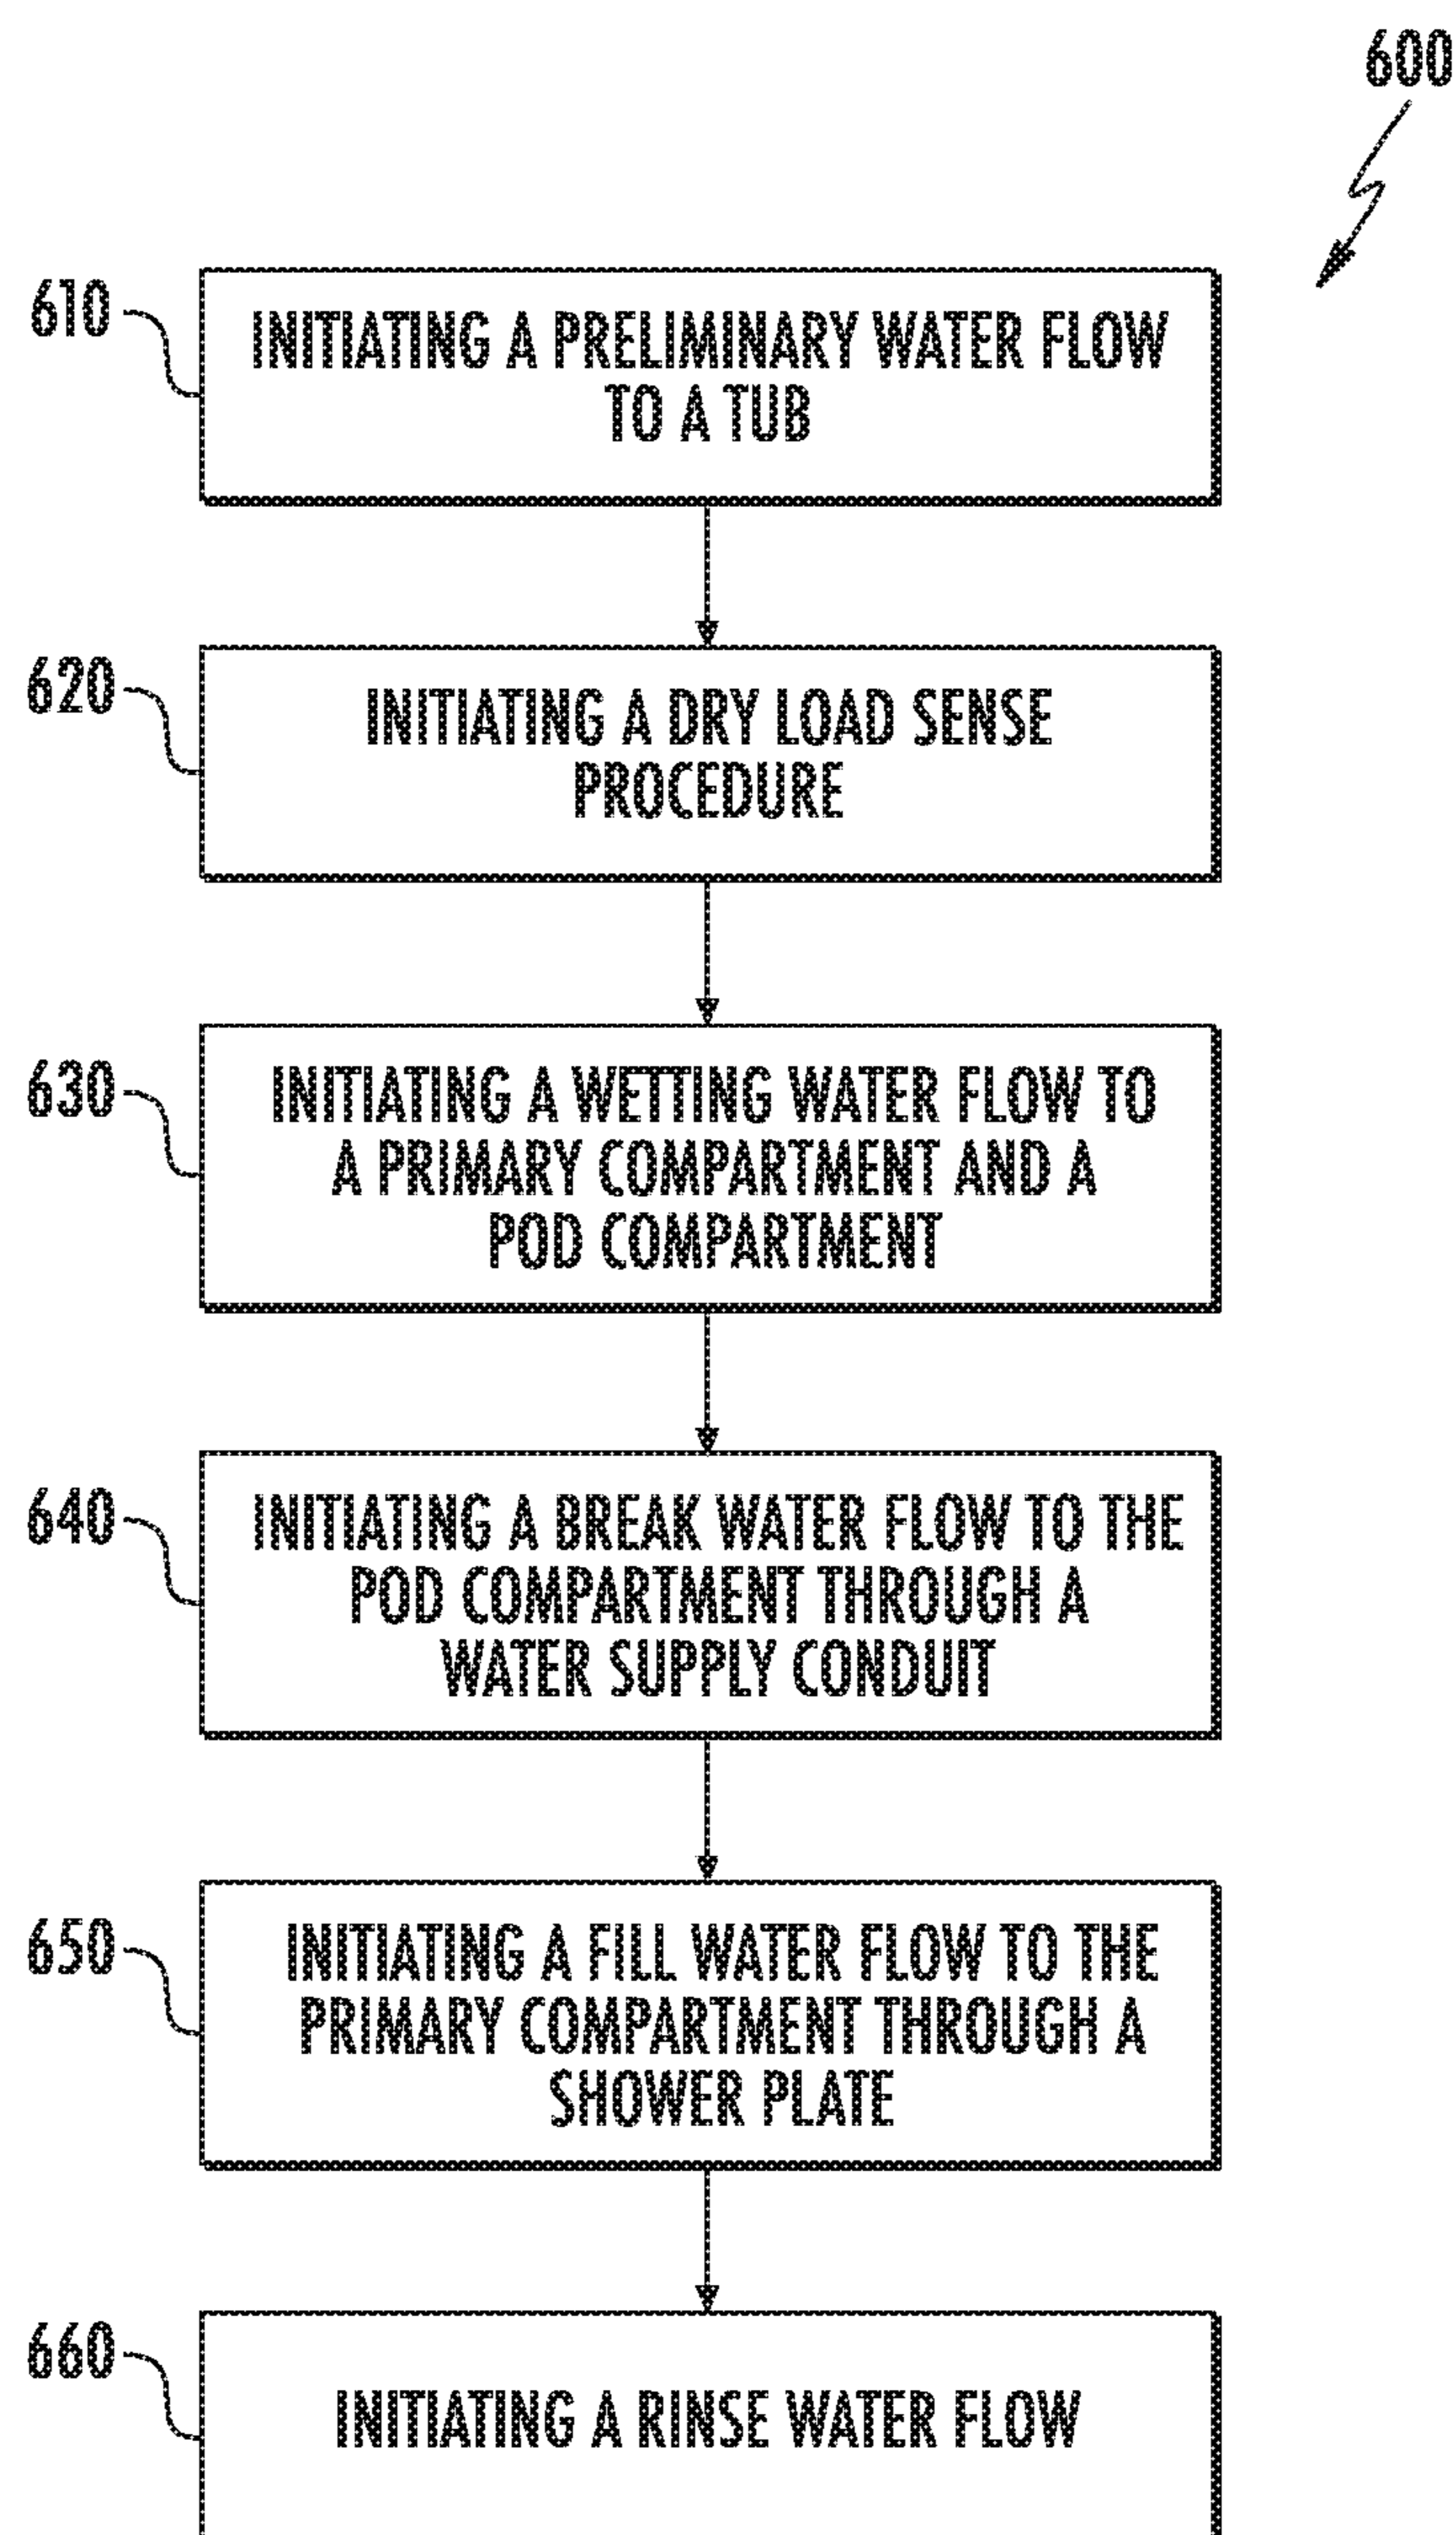 600
610
INITIATING A PRELIMINARY WATER FLOW
TO A TUB
620
INITIATING A DRY LOAD SENSE
PROCEDURE
630
INITIATING A WETTING WATER FLOW TO
A PRIMARY COMPARTMENT AND A
POD COMPARTMENT
640
INITIATING A BREAK WATER FLOW TO THE
POD COMPARTMENT THROUGH A
WATER SUPPLY CONDUIT
650
INITIATING A FILL WATER FLOW TO THE
PRIMARY COMPARTMENT THROUGH A
SHOWER PLATE
660
INITIATING A RINSE WATER FLOW